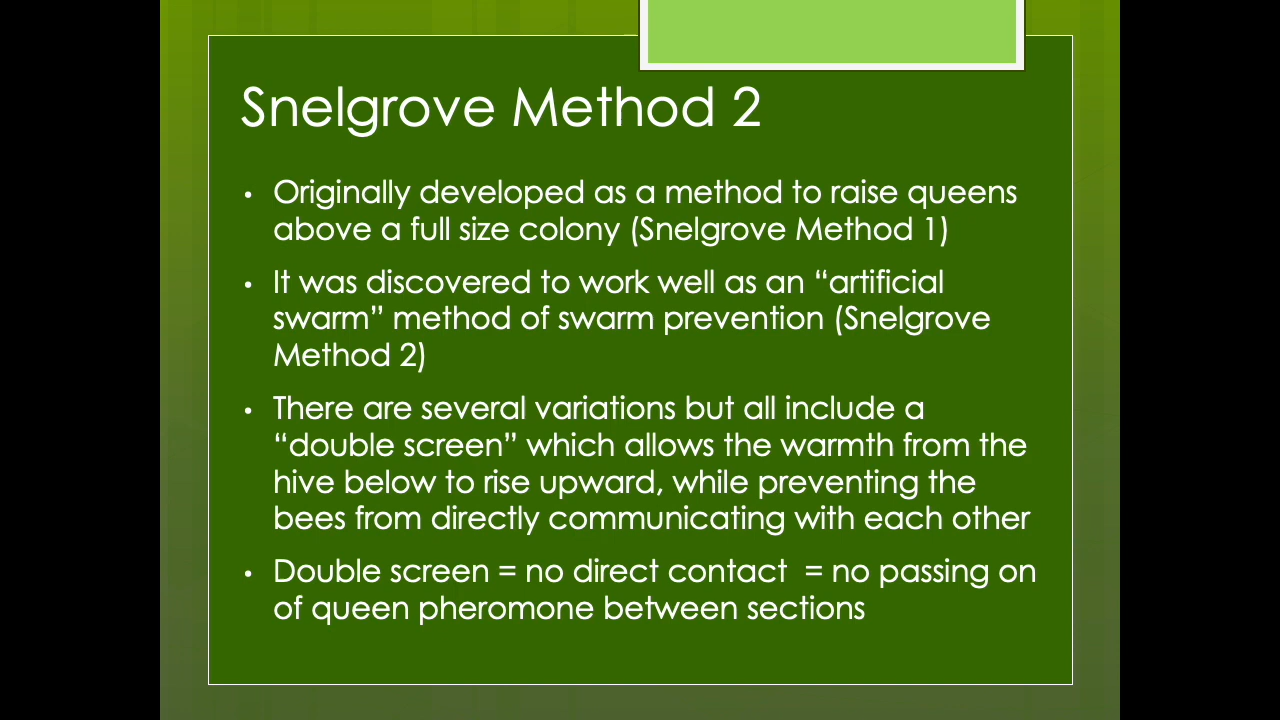 Snelgrove Method 2
• Originally developed as a method to raise queens
above a full size colony (Snelgrove Method 1)
• It was discovered to work well as an “artificial
swarm” method of swarm prevention (Snelgrove
Method 2)
• There are several variations but all include a
“double screen” which allows the warmth from the
hive below to rise upward, while preventing the
bees from directly communicating with each other
• Double screen = no direct contact  = no passing on
of queen pheromone between sections